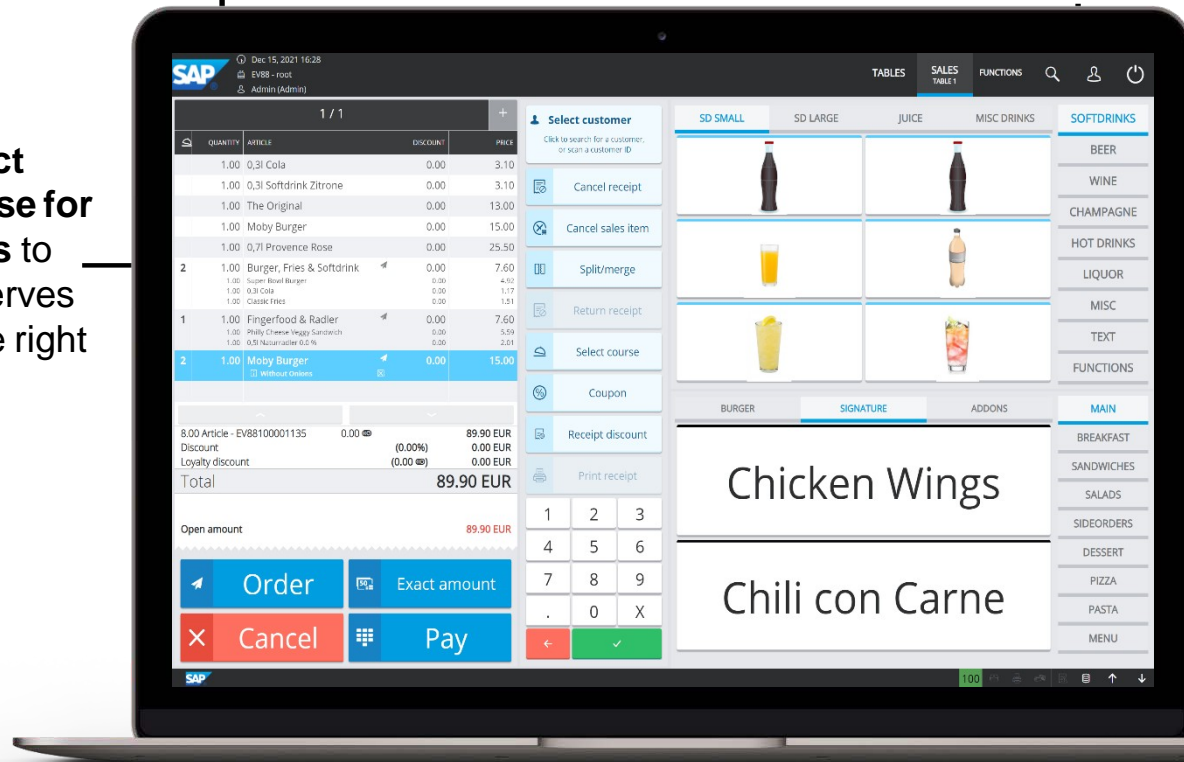 ct
se for
s to
erves
e right
SAP
Dec 15, 2021 16:28
EV88 - root
Admin (Admin)
TABLES
SALES
TABLE 1
FUNCTIONS
1 / 1
+
QUANTITY ARTICLE DISCOUNT PRICE
1.00 0,3l Cola 0.00 3.10
1.00 0,3l Softdrink Zitrone 0.00 3.10
1.00 The Original 0.00 13.00
1.00 Moby Burger 0.00 15.00
1.00 0,7l Provence Rose 0.00 25.50
2 1.00 Burger, Fries & Softdrink 0.00 7.60
1.00 Super Bowl Burger 0.00 4.92
1.00 0,3l Cola 0.00 1.17
1.00 Classic Fries 0.00 1.51
1 1.00 Fingerfood & Radler 0.00 7.60
1.00 Philly Cheese Veggy Sandwich 0.00 5.59
1.00 0,5l Naturradler 0.0 % 0.00 2.01
2 1.00 Moby Burger 0.00 15.00
Without Onions
8.00 Article - EV88100001135 0.00 89.90 EUR
Discount (0.00%) 0.00 EUR
Loyalty discount (0.00) 0.00 EUR
Total 89.90 EUR
Open amount 89.90 EUR
Order
Exact amount
Cancel
Pay
Select customer
Click to search for a customer,
or scan a customer ID
Cancel receipt
Cancel sales item
Split/merge
Return receipt
Select course
Coupon
Receipt discount
Print receipt
1 2 3
4 5 6
7 8 9
. 0 X
SD SMALL SD LARGE JUICE MISC DRINKS
SOFTDRINKS
BEER
WINE
CHAMPAGNE
HOT DRINKS
LIQUOR
MISC
TEXT
FUNCTIONS
BURGER SIGNATURE ADDONS
Chicken Wings
Chili con Carne
MAIN
BREAKFAST
SANDWICHES
SALADS
SIDEORDERS
DESSERT
PIZZA
PASTA
MENU
SAP
100